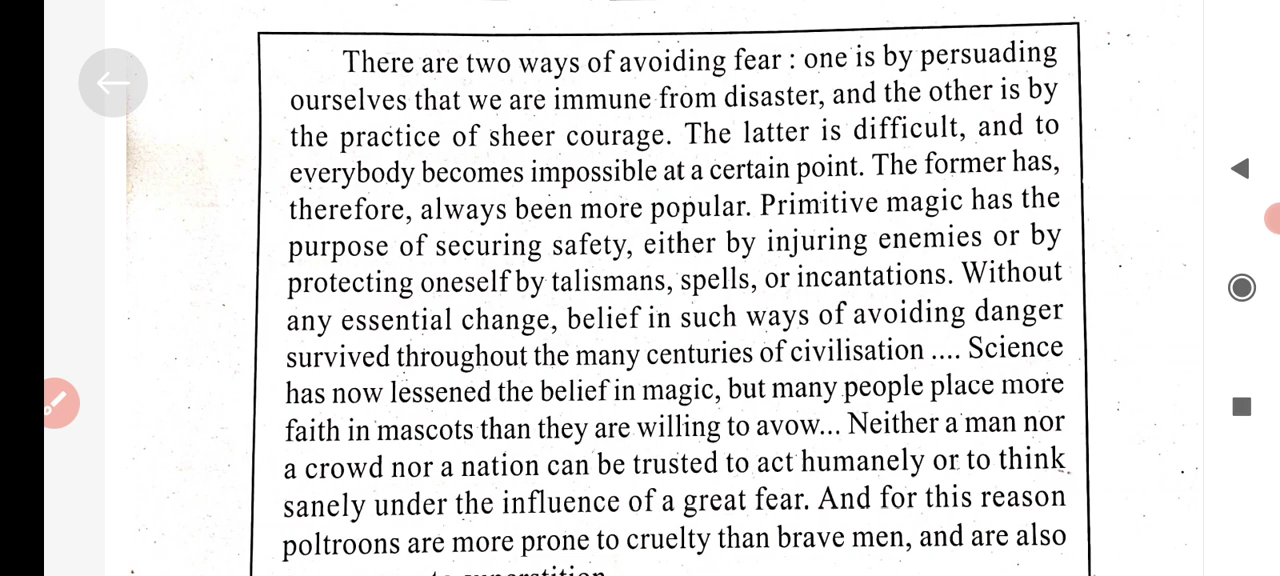 There are two ways of avoiding fear : one is by persuading
ourselves that we are immune from disaster, and the other is by
the practice of sheer courage. The latter is difficult, and to
everybody becomes impossible at a certain point. The former has,
therefore, always been more popular. Primitive magic has the
purpose of securing safety, either by injuring enemies or by
protecting oneself by talismans, spells, or incantations. Without
any essential change, belief in such ways of avoiding danger
survived throughout the many centuries of civilisation .... Science
has now lessened the belief in magic, but many people place more
faith in mascots than they are willing to avow... Neither a man nor
a crowd nor a nation can be trusted to act humanely or to think
sanely under the influence of a great fear. And for this reason
poltroons are more prone to cruelty than brave men, and are also